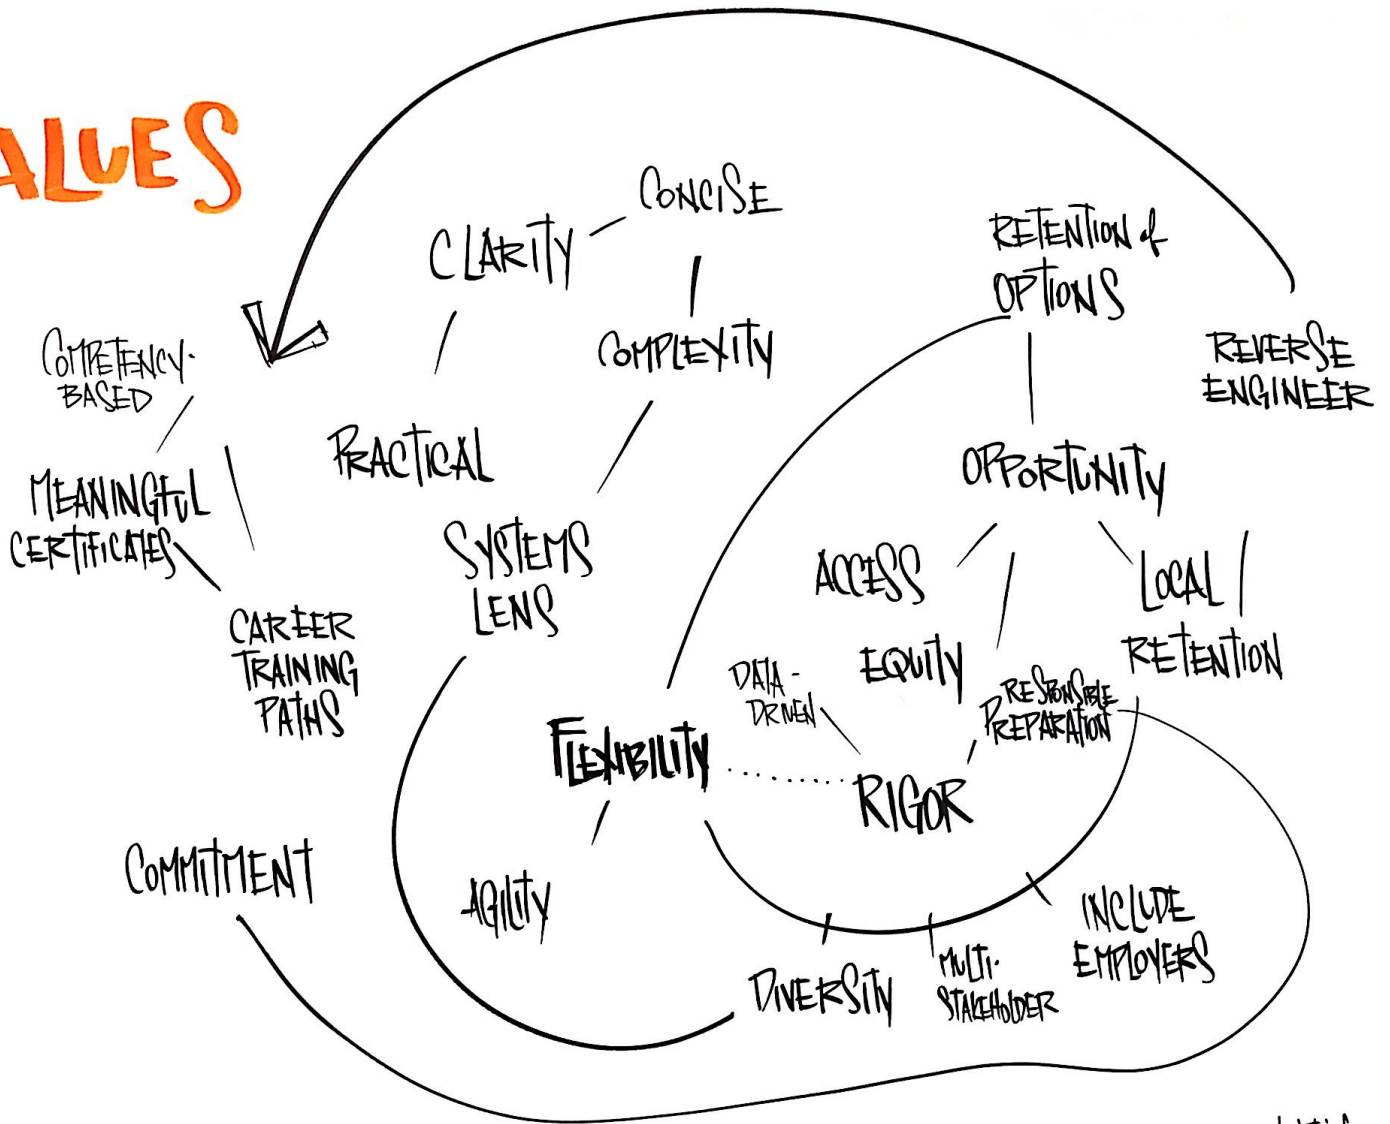 ALUES
CONCISE
CLARITY
RETENTION of
OPTIONS
COMPLEXITY
COMPETENCY-
BASED
REVERSE
ENGINEER
PRACTICAL
OPPORTUNITY
MEANINGFUL
CERTIFICATES
SYSTEMS
LENS
ACCESS
LOCAL
RETENTION
CAREER
TRAINING
PATHS
EQUITY
DATA-
DRIVEN
RESPONSIBLE
PREPARATION
FLEXIBILITY
RIGOR
COMMITMENT
AGILITY
INCLUDE
EMPLOYERS
DIVERSITY
MULTI-
STAKEHOLDER